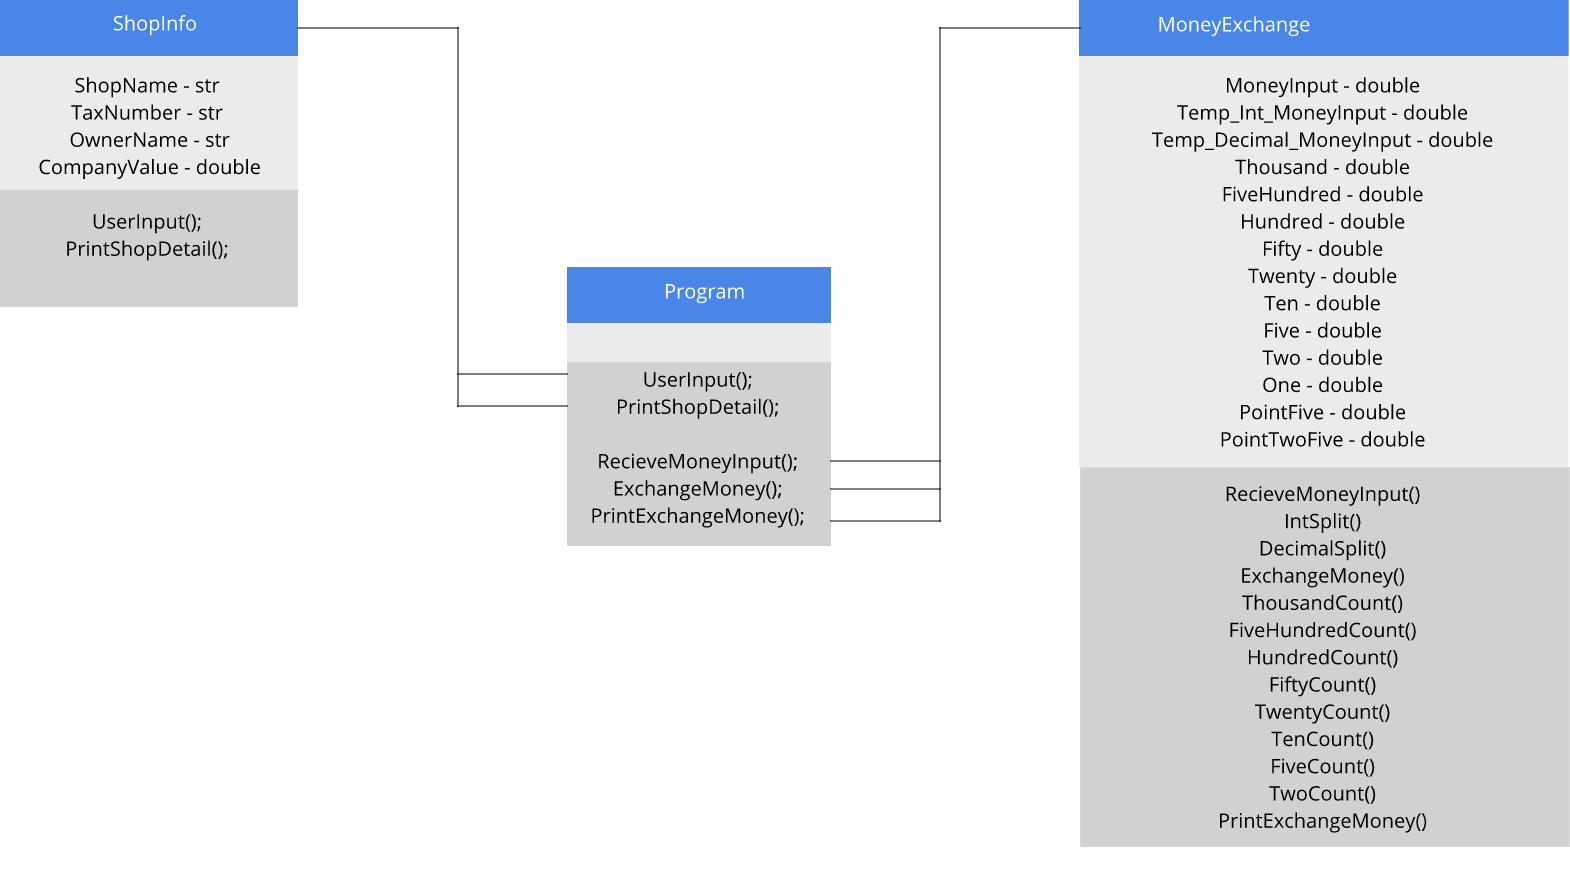 ShopInfo
ShopName - str
TaxNumber - str
OwnerName - str
CompanyValue - double
UserInput();
PrintShopDetail();
Program
UserInput();
PrintShopDetail();
RecieveMoneyInput();
ExchangeMoney();
PrintExchangeMoney();
MoneyExchange
MoneyInput - double
Temp_Int_MoneyInput - double
Temp_Decimal_MoneyInput - double
Thousand - double
FiveHundred - double
Hundred - double
Fifty - double
Twenty - double
Ten - double
Five - double
Two - double
One - double
PointFive - double
PointTwoFive - double
RecieveMoneyInput()
IntSplit()
DecimalSplit()
ExchangeMoney()
ThousandCount()
FiveHundredCount()
HundredCount()
FiftyCount()
TwentyCount()
TenCount()
FiveCount()
TwoCount()
PrintExchangeMoney()